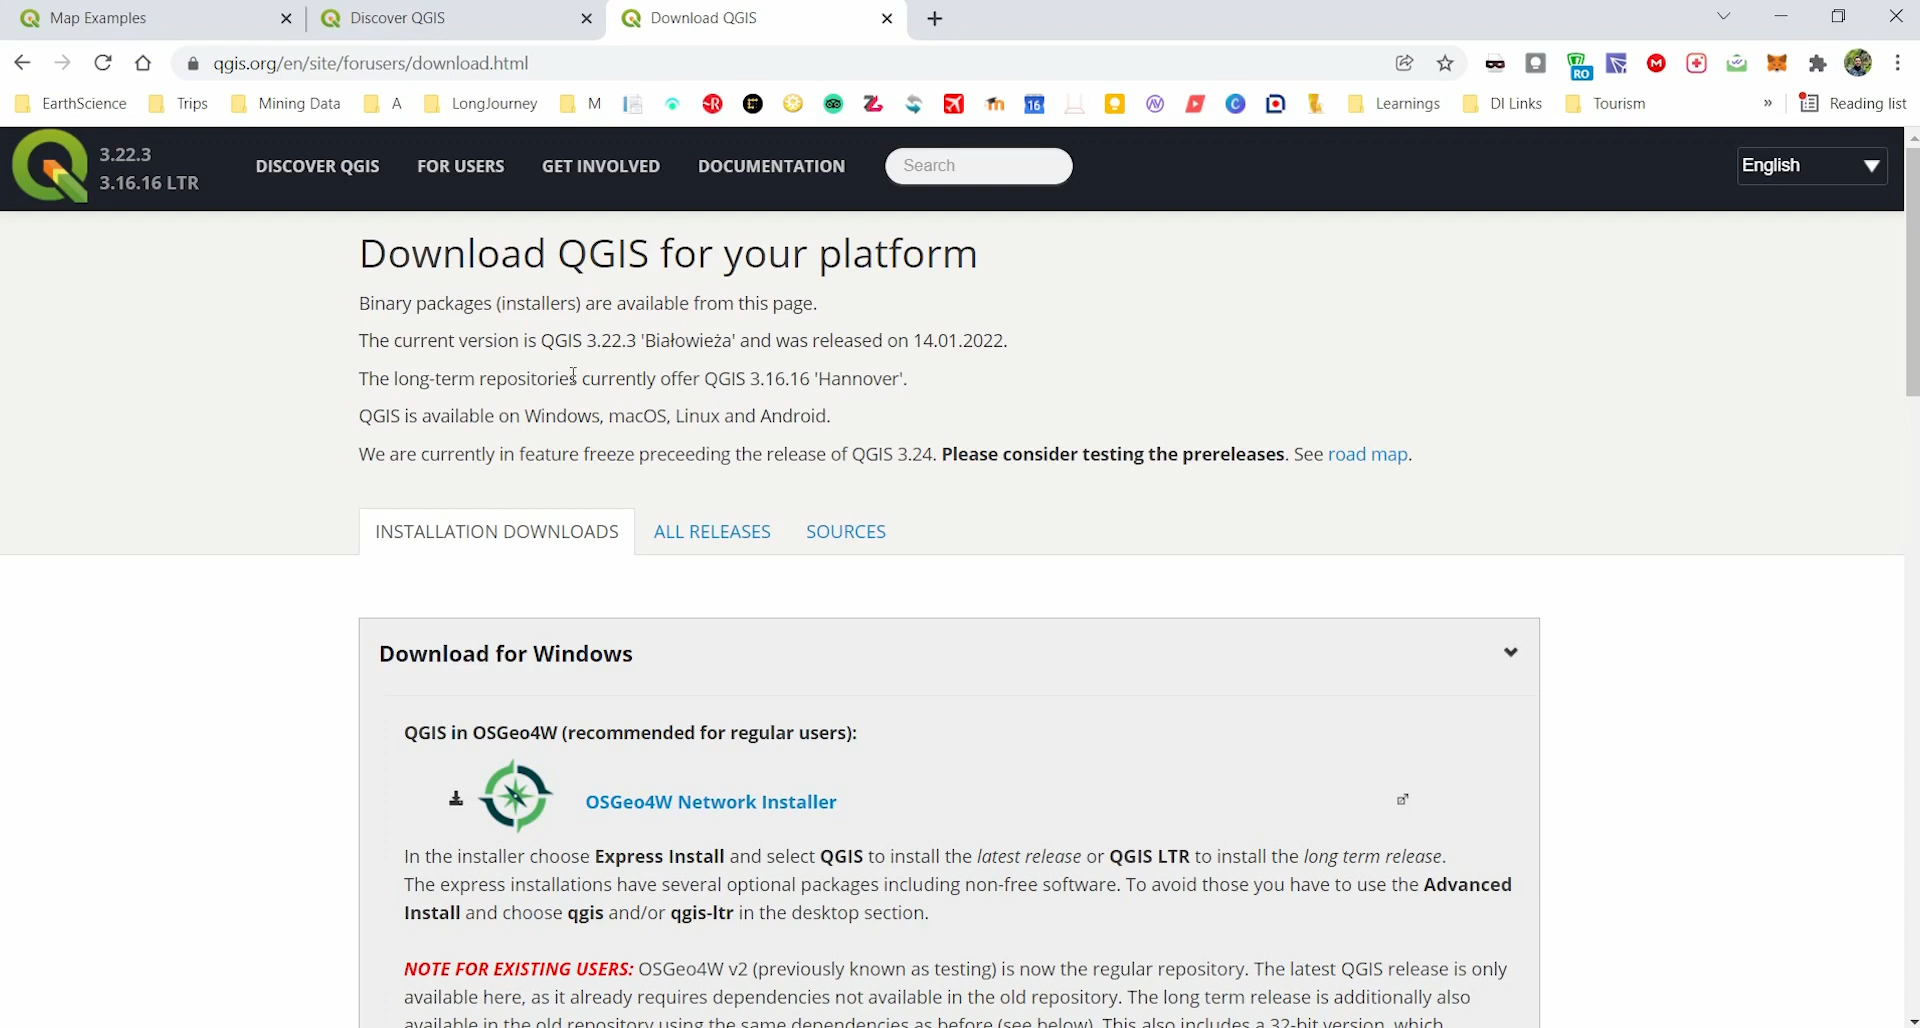 Map Examples
Discover QGIS
Download QGIS
qgis.org/en/site/forusers/download.html
RO
EarthScience
Trips
Mining Data
A
LongJourney
M
16
Learnings
DI Links
Tourism
»
Reading list
3.22.3
3.16.16 LTR
DISCOVER QGIS
FOR USERS
GET INVOLVED
DOCUMENTATION
Search
English
Download QGIS for your platform
Binary packages (installers) are available from this page.
The current version is QGIS 3.22.3 'Białowieża' and was released on 14.01.2022.
The long-term repositories currently offer QGIS 3.16.16 'Hannover'.
QGIS is available on Windows, macOS, Linux and Android.
We are currently in feature freeze preceeding the release of QGIS 3.24. Please consider testing the prereleases. See road map.
INSTALLATION DOWNLOADS
ALL RELEASES
SOURCES
Download for Windows
QGIS in OSGeo4W (recommended for regular users):
OSGeo4W Network Installer
In the installer choose Express Install and select QGIS to install the latest release or QGIS LTR to install the long term release.
The express installations have several optional packages including non-free software. To avoid those you have to use the Advanced
Install and choose qgis and/or qgis-ltr in the desktop section.
NOTE FOR EXISTING USERS: OSGeo4W v2 (previously known as testing) is now the regular repository. The latest QGIS release is only
available here, as it already requires dependencies not available in the old repository. The long term release is additionally also
available in the old repository using the same dependencies as before (see below). This also includes a 32-bit version, which